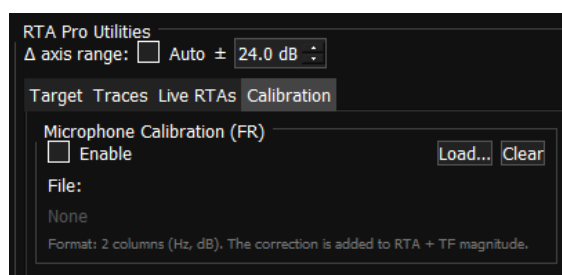 RTA Pro Utilities
Δ axis range: Auto ± 24.0 dB
Target Traces Live RTAs Calibration
Microphone Calibration (FR)
Enable Load... Clear
File:
None
Format: 2 columns (Hz, dB). The correction is added to RTA + TF magnitude.